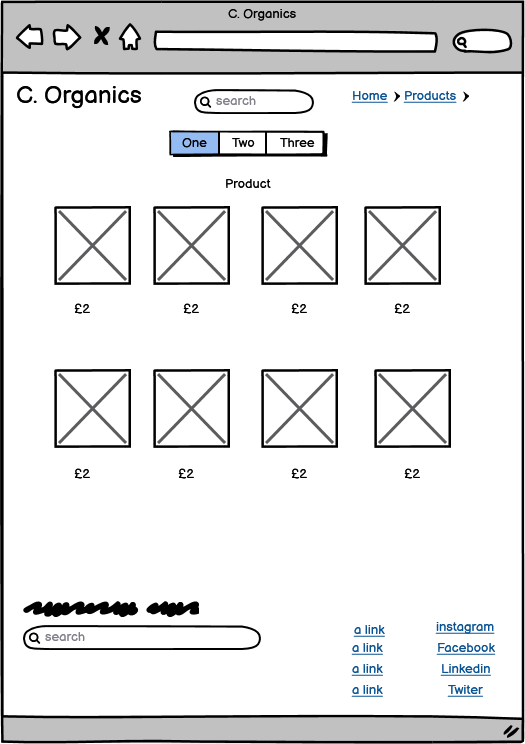 C. Organics
C. Organics
search
Home Products
One Two Three
Product
£2 £2 £2 £2
£2 £2 £2 £2
search
a link instagram
a link Facebook
a link Linkedin
a link Twiter